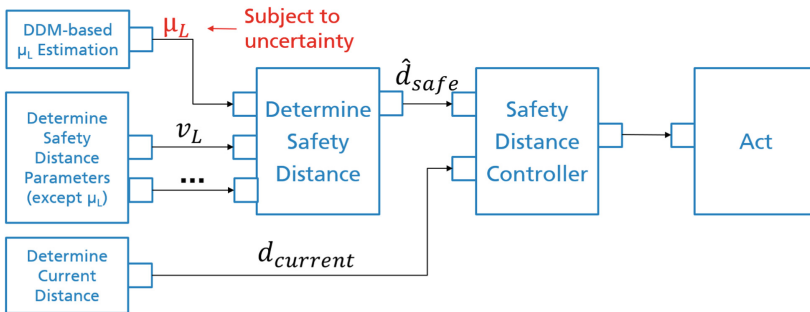 DDM-based
μL Estimation
μL
Subject to
uncertainty
Determine
Safety
Distance
Parameters
(except μL)
vL
...
Determine
Safety
Distance
d̂safe
Safety
Distance
Controller
Act
Determine
Current
Distance
dcurrent